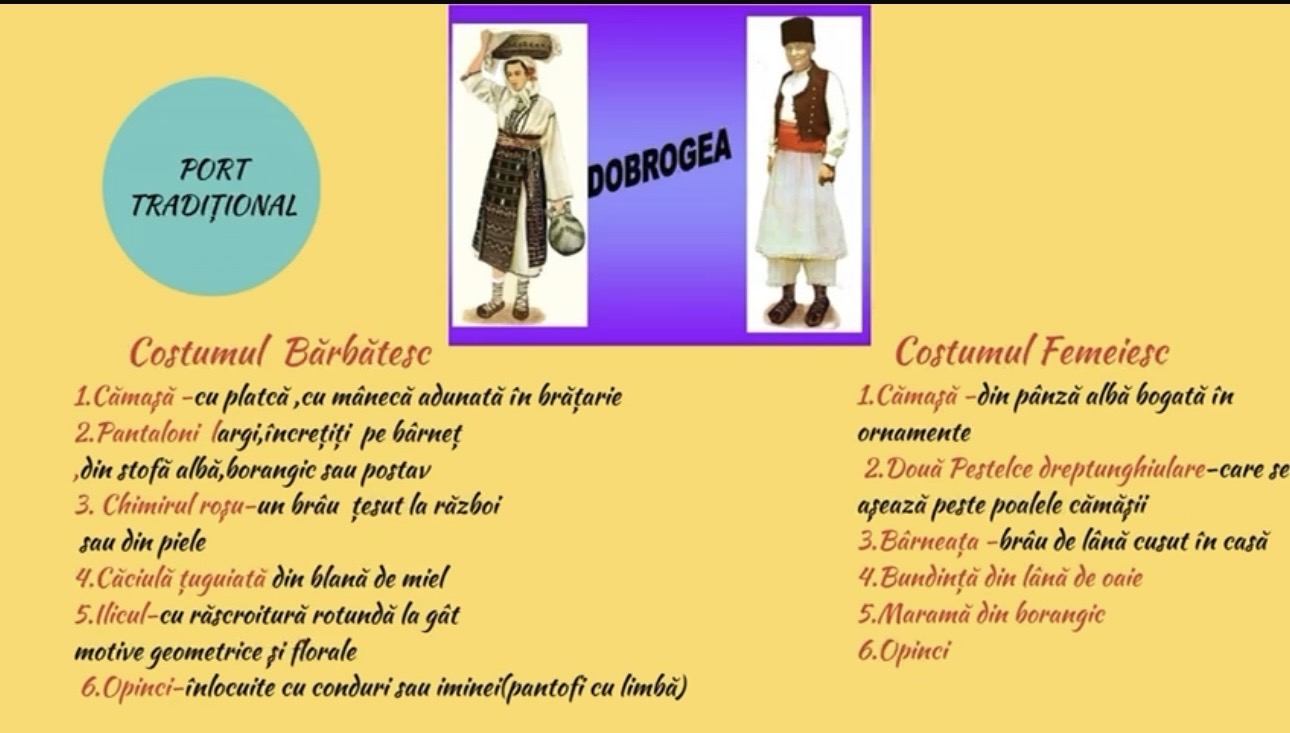 PORT
TRADIȚIONAL
DOBROGEA
Costumul Bărbătesc
1.Cămașă -cu platcă ,cu mânecă adunată în brățarie
2.Pantaloni largi,încrețiți pe bârneț
,din stofă albă,borangic sau postav
3. Chimirul roșu-un brâu țesut la război
sau din piele
4.Căciulă țuguiată din blană de miel
5.Ilicul-cu răscroitură rotundă la gât
motive geometrice și florale
6.Opinci-înlocuite cu conduri sau iminei(pantofi cu limbă)
Costumul Femeiesc
1.Cămașă -din pânză albă bogată în
ornamente
2.Două Pestelce dreptunghiulare-care se
așează peste poalele cămășii
3.Bârneața -brâu de lână cusut în casă
4.Bundință din lână de oaie
5.Maramă din borangic
6.Opinci